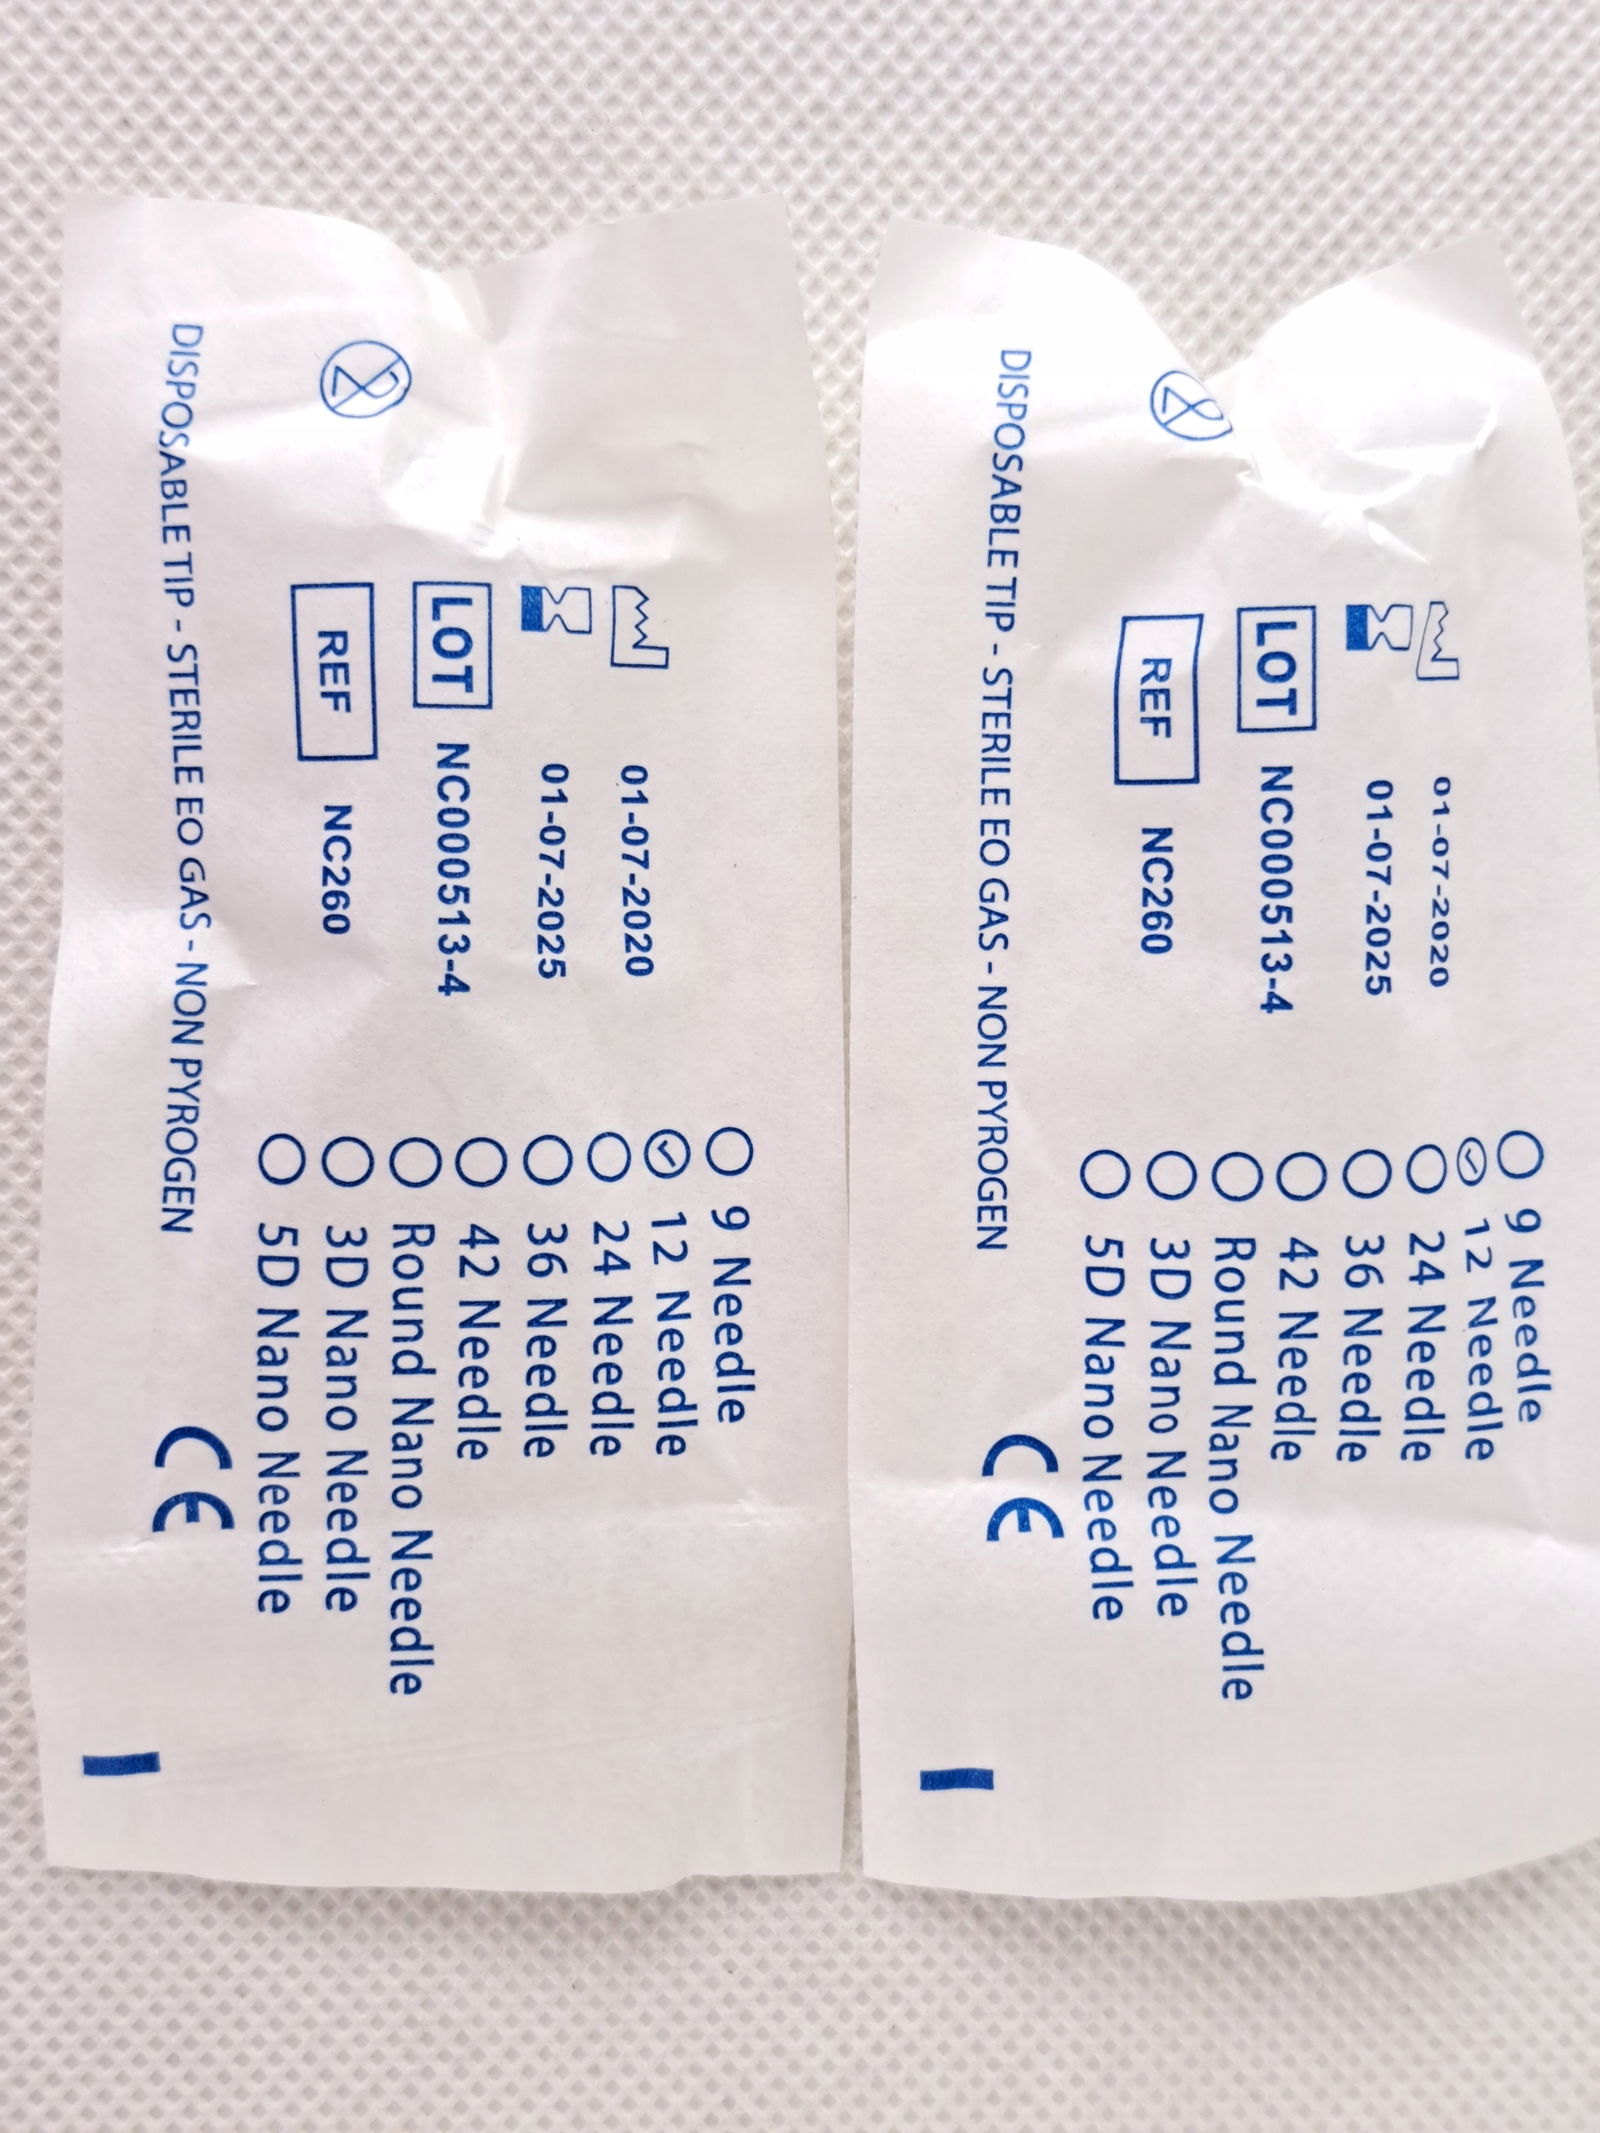 01-07-2020
01-07-2025
LOT NC000513-4
REF NC260
2
DISPOSABLE TIP - STERILE EO GAS - NON PYROGEN
9 Needle
12 Needle
24 Needle
36 Needle
42 Needle
Round Nano Needle
3D Nano Needle
5D Nano Needle
CE
01-07-2020
01-07-2025
LOT NC000513-4
REF NC260
2
DISPOSABLE TIP - STERILE EO GAS - NON PYROGEN
9 Needle
12 Needle
24 Needle
36 Needle
42 Needle
Round Nano Needle
3D Nano Needle
5D Nano Needle
CE